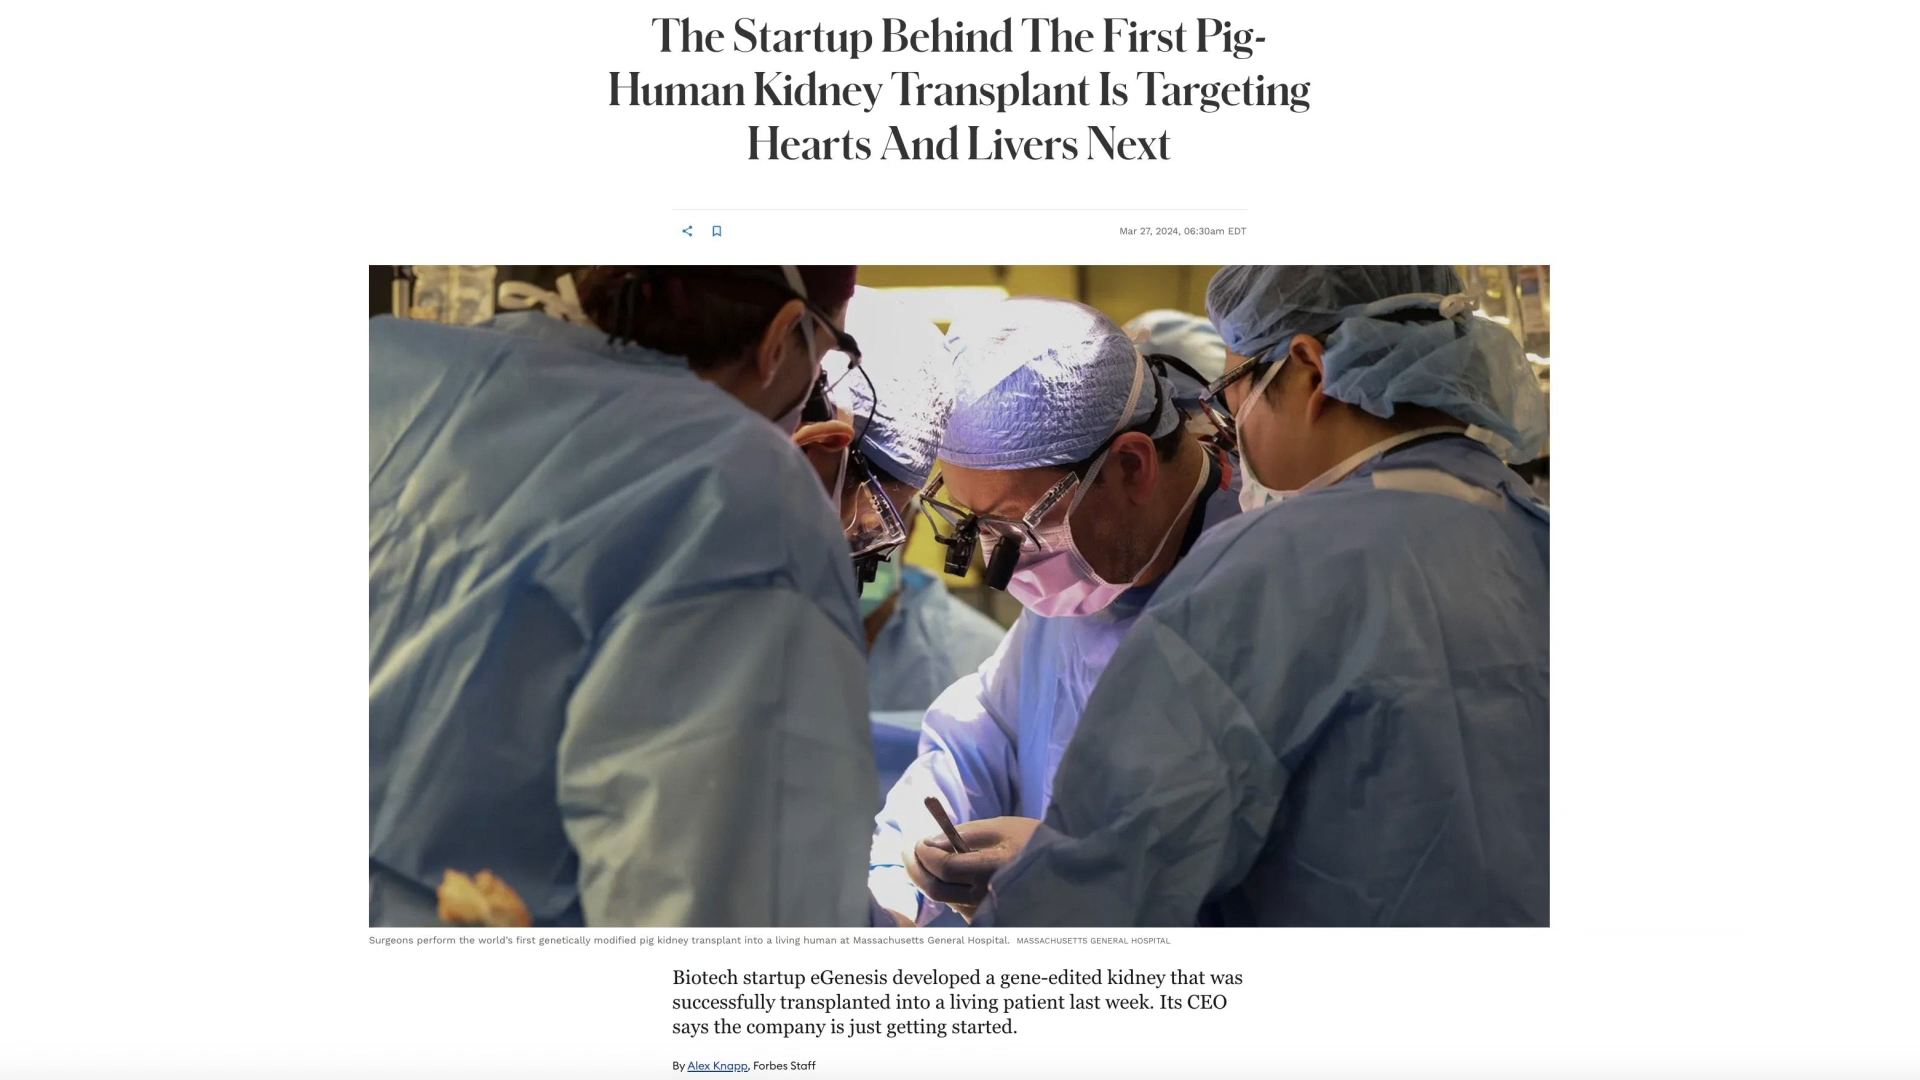 The Startup Behind The First Pig-
Human Kidney Transplant Is Targeting
Hearts And Livers Next
Mar 27, 2024, 06:30am EDT
Surgeons perform the world's first genetically modified pig kidney transplant into a living human at Massachusetts General Hospital. MASSACHUSETTS GENERAL HOSPITAL
Biotech startup eGenesis developed a gene-edited kidney that was
successfully transplanted into a living patient last week. Its CEO
says the company is just getting started.
By Alex Knapp, Forbes Staff